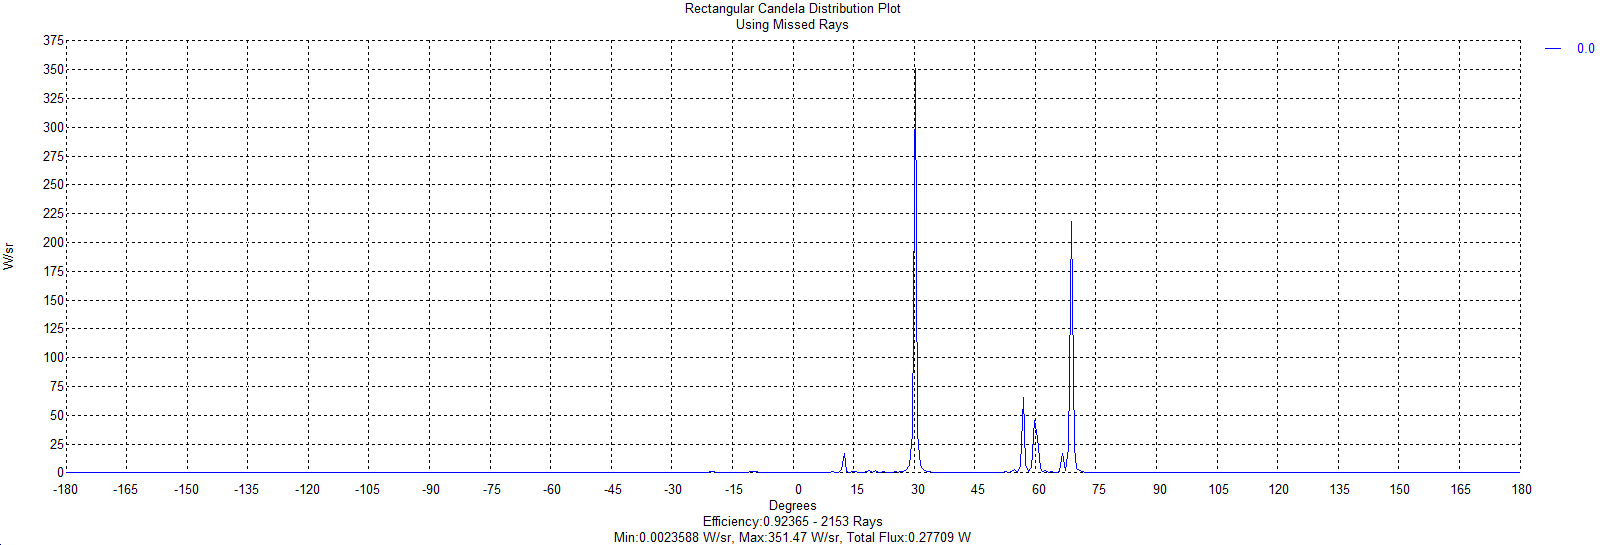 Rectangular Candela Distribution Plot
Using Missed Rays
0.0
375
350
325
300
275
250
225
200
175
150
125
100
75
50
25
0
W/sr
-180 -165 -150 -135 -120 -105 -90 -75 -60 -45 -30 -15 0 15 30 45 60 75 90 105 120 135 150 165 180
Degrees
Efficiency:0.92365 - 2153 Rays
Min:0.0023588 W/sr, Max:351.47 W/sr, Total Flux:0.27709 W